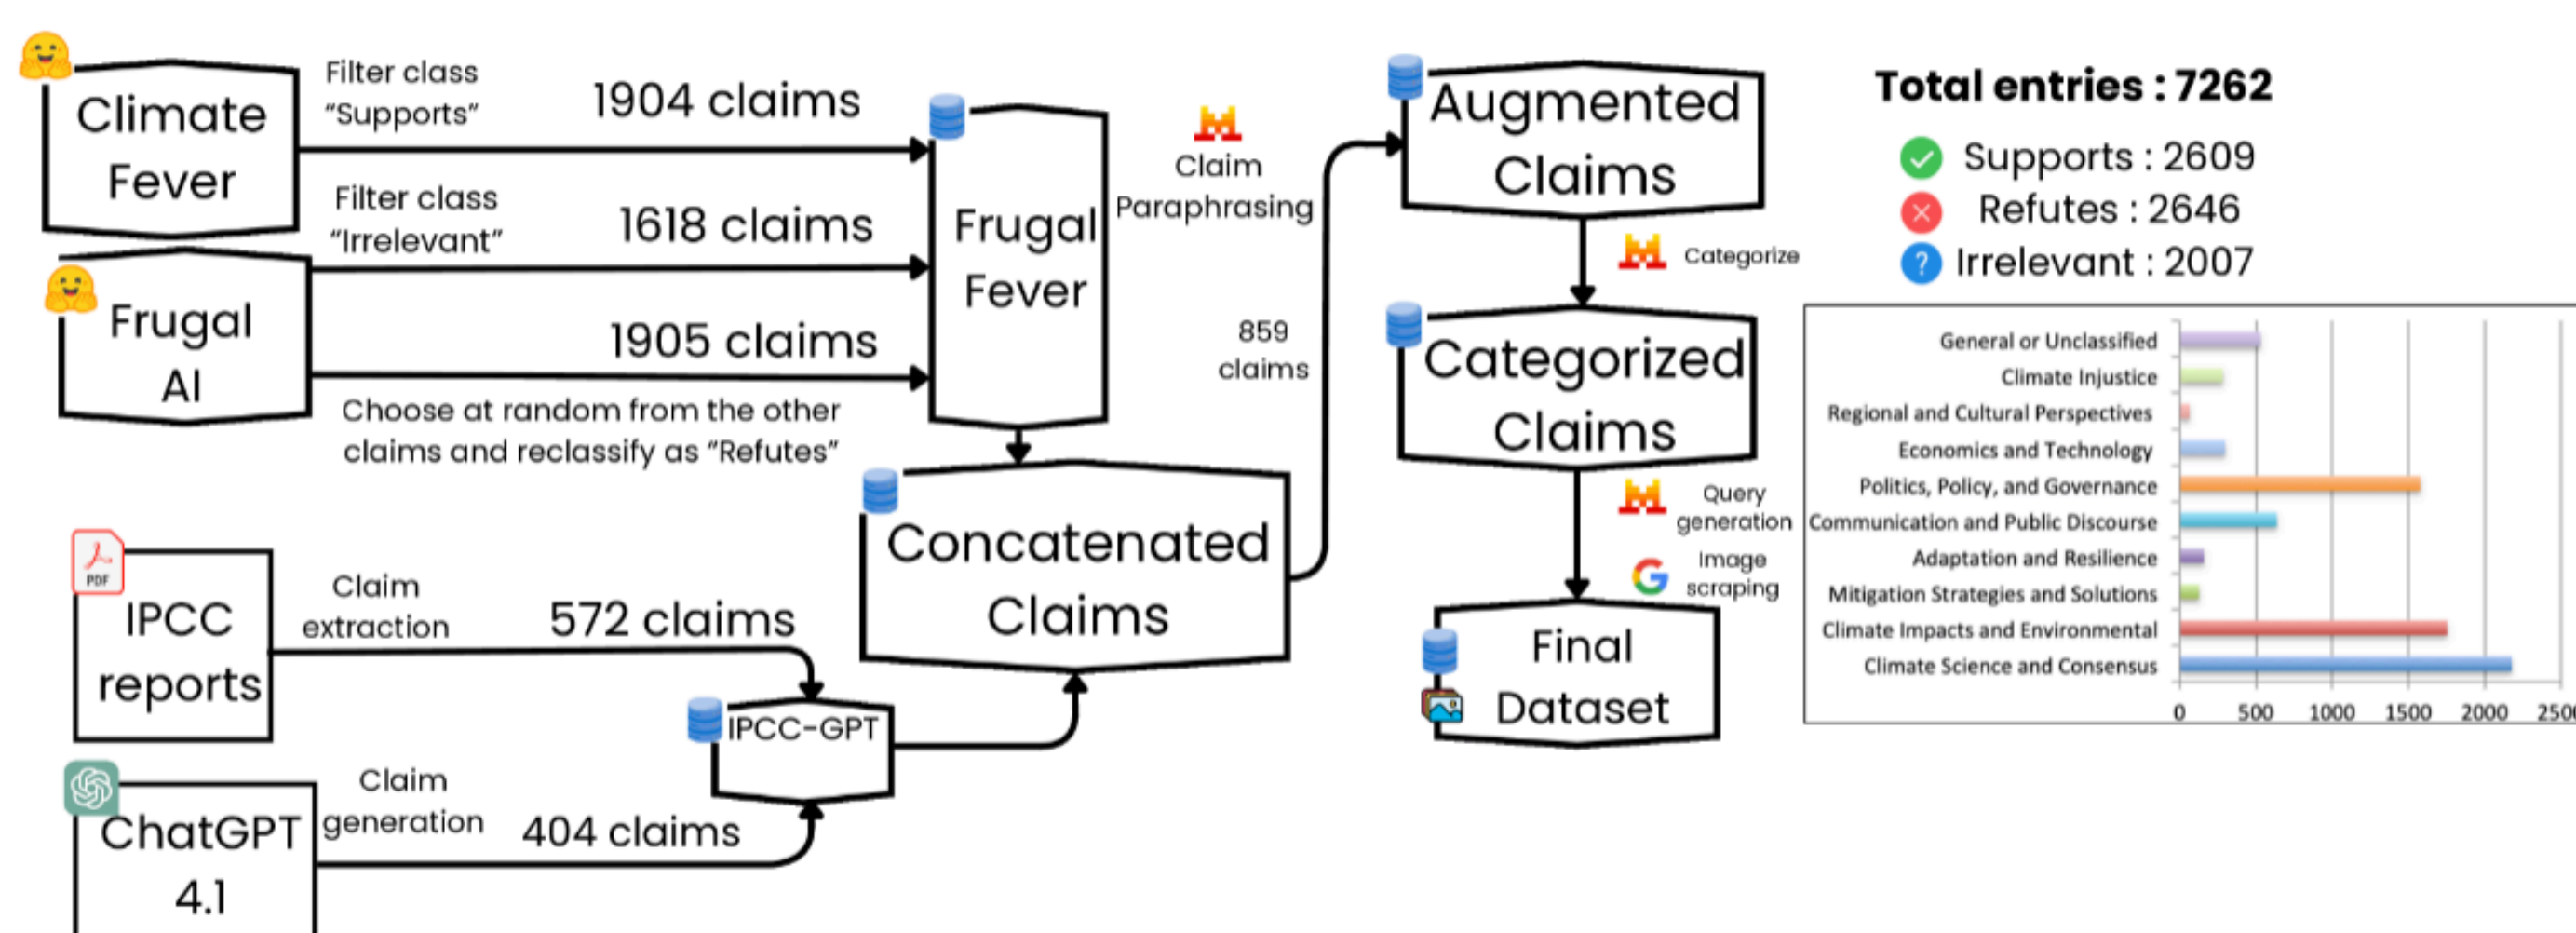 Climate
Fever
Filter class
“Supports”
1904 claims
Filter class
“Irrelevant”
1618 claims
Frugal
AI
1905 claims
Choose at random from the other
claims and reclassify as “Refutes”
Frugal
Fever
PDF
IPCC
reports
Claim
extraction
572 claims
ChatGPT
4.1
Claim
generation
404 claims
IPCC-GPT
Concatenated
Claims
Claim
Paraphrasing
859
claims
Augmented
Claims
Categorize
Categorized
Claims
Query
generation
Image
scraping
Final
Dataset
Total entries : 7262
Supports : 2609
Refutes : 2646
? Irrelevant : 2007
General or Unclassified
Climate Injustice
Regional and Cultural Perspectives
Economics and Technology
Politics, Policy, and Governance
Communication and Public Discourse
Adaptation and Resilience
Mitigation Strategies and Solutions
Climate Impacts and Environmental
Climate Science and Consensus
0 500 1000 1500 2000 250